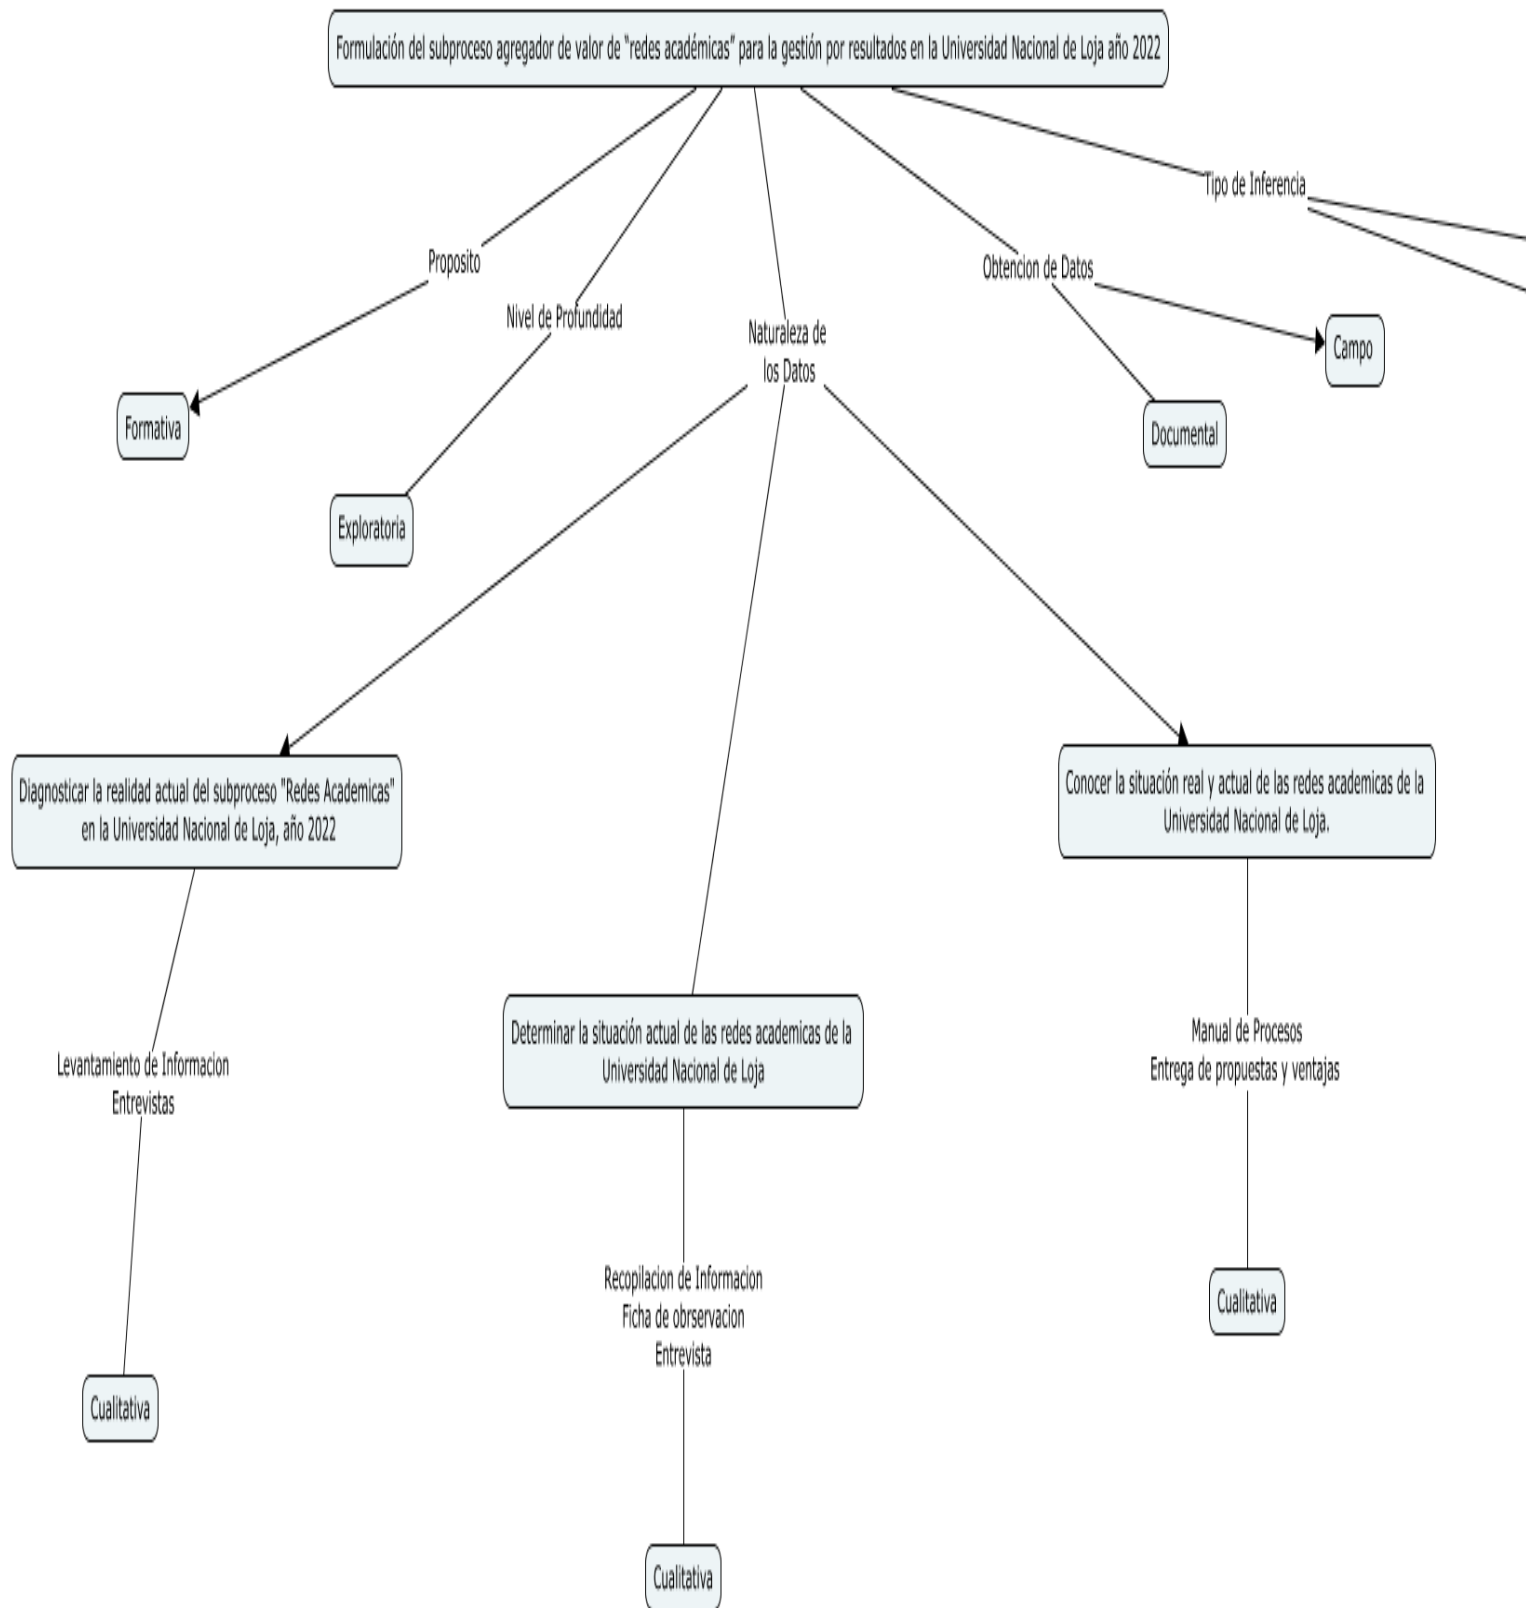 Formulación del subproceso agregador de valor de “redes académicas” para la gestión por resultados en la Universidad Nacional de Loja año 2022
Tipo de Inferencia
Proposito
Obtencion de Datos
Nivel de Profundidad
Naturaleza de
los Datos
Campo
Formativa
Documental
Exploratoria
Diagnosticar la realidad actual del subproceso "Redes Academicas"
en la Universidad Nacional de Loja, año 2022
Conocer la situación real y actual de las redes academicas de la
Universidad Nacional de Loja.
Determinar la situación actual de las redes academicas de la
Universidad Nacional de Loja
Levantamiento de Informacion
Entrevistas
Manual de Procesos
Entrega de propuestas y ventajas
Recopilacion de Informacion
Ficha de obrservacion
Entrevista
Cualitativa
Cualitativa
Cualitativa